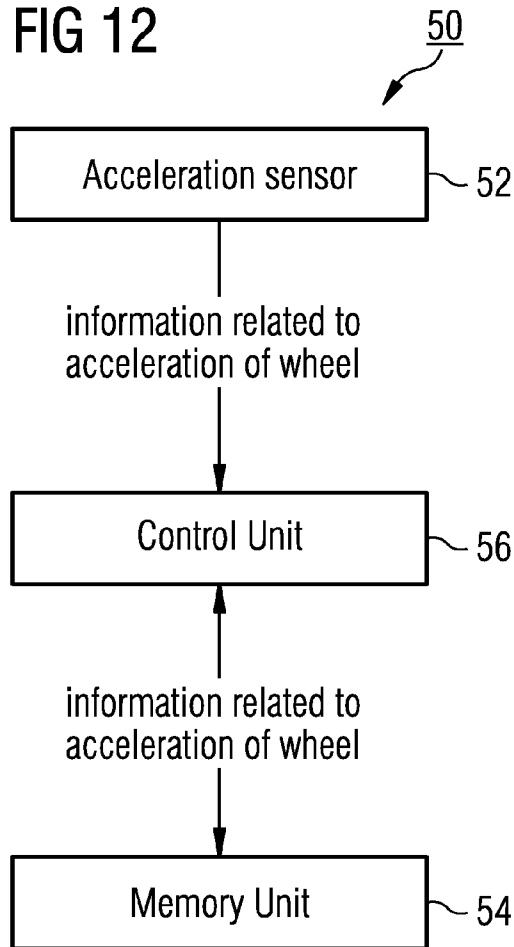 FIG 12
50
Acceleration sensor
52
information related to
acceleration of wheel
Control Unit
56
information related to
acceleration of wheel
Memory Unit
54